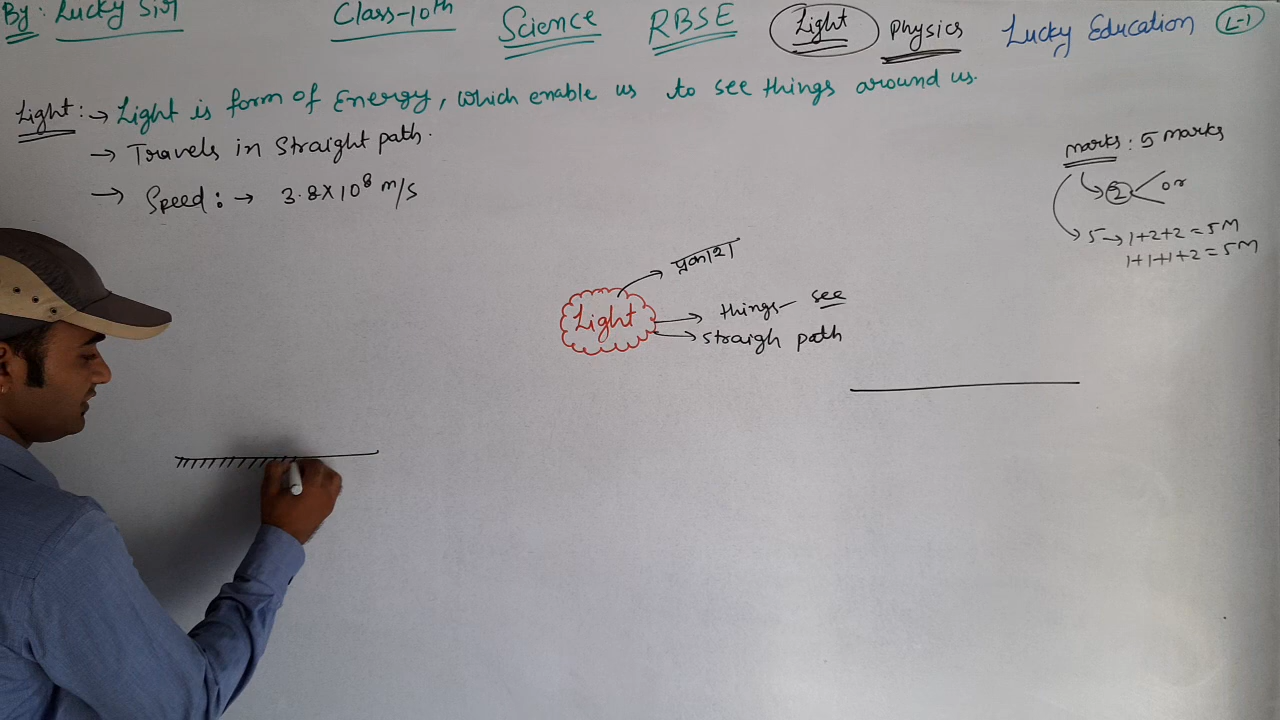 By: Lucky Sir Class-10th Science RBSE Light Physics Lucky Education L-1
Light:→ Light is form of Energy, which enable us to see things around us.
→ Travels in Straight path.
→ Speed:→ 3.8×10⁸ m/s
marks: 5 marks
2 or
5→1+2+2=5M
1+1+1+2=5M
प्रकाश
Light
things- see
straigh path